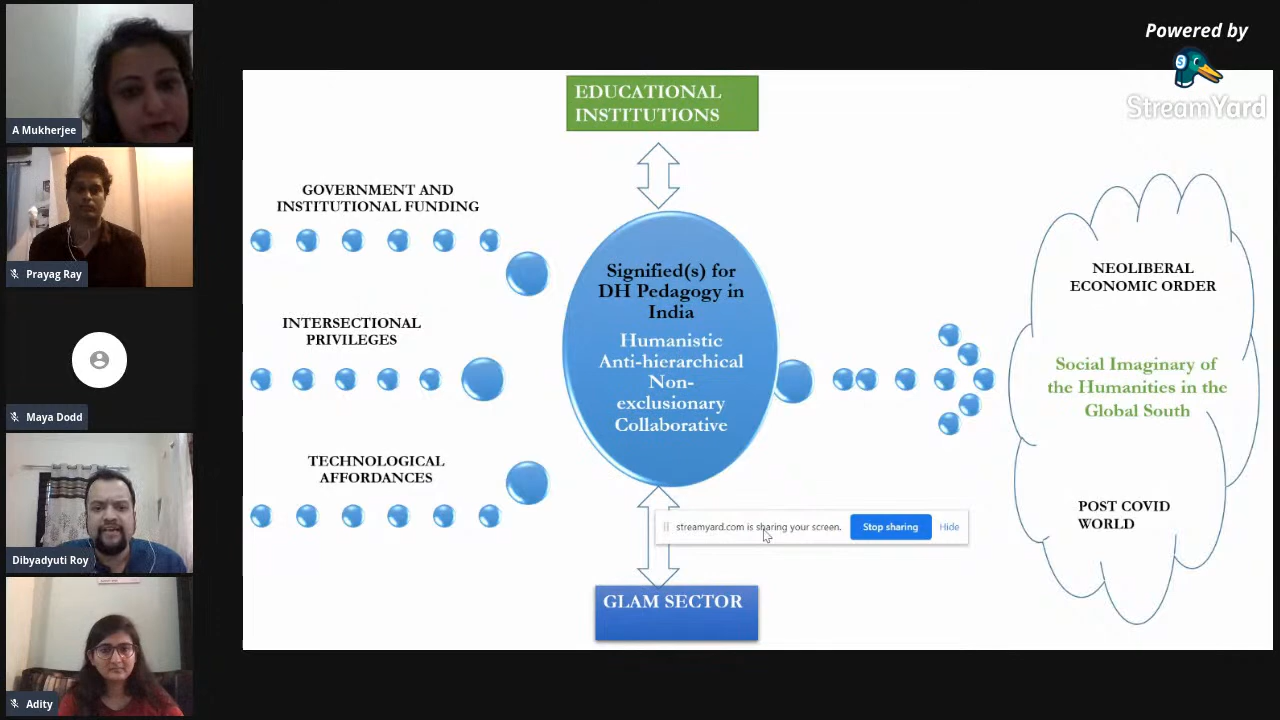 A Mukherjee
Prayag Ray
Maya Dodd
Dibyadyuti Roy
Adity
Powered by
StreamYard
EDUCATIONAL
INSTITUTIONS
GOVERNMENT AND
INSTITUTIONAL FUNDING
INTERSECTIONAL
PRIVILEGES
TECHNOLOGICAL
AFFORDANCES
Signified(s) for
DH Pedagogy in
India
Humanistic
Anti-hierarchical
Non-
exclusionary
Collaborative
NEOLIBERAL
ECONOMIC ORDER
Social Imaginary of
the Humanities in the
Global South
POST COVID
WORLD
streamyard.com is sharing your screen. Stop sharing Hide
GLAM SECTOR